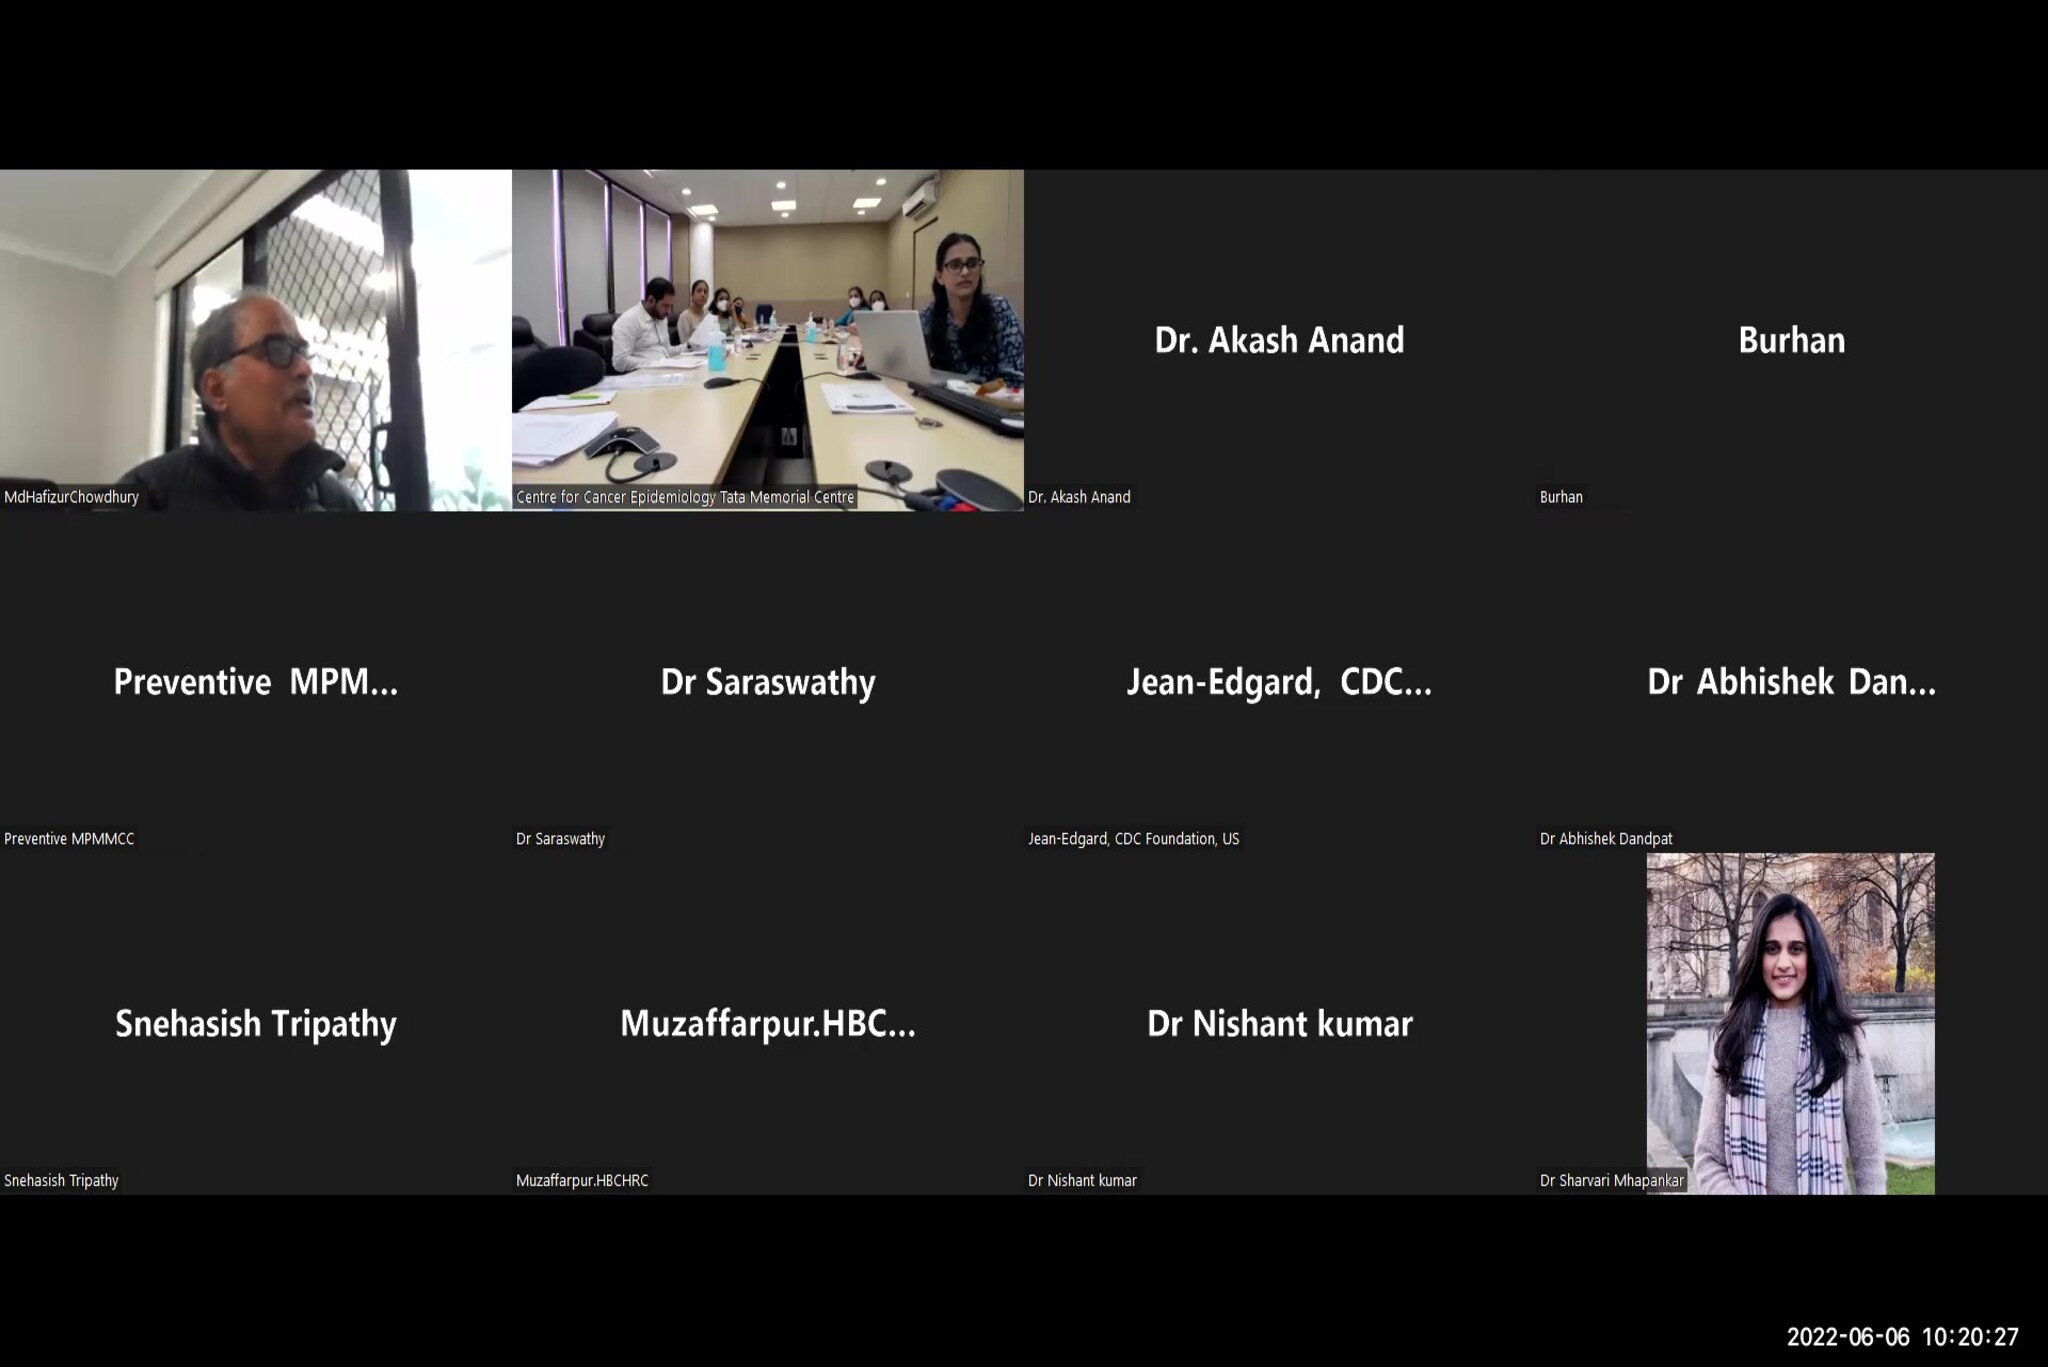 MdHafizurChowdhury
Centre for Cancer Epidemiology Tata Memorial Centre
Dr. Akash Anand
Dr. Akash Anand
Burhan
Burhan
Preventive MPM...
Preventive MPMMCC
Dr Saraswathy
Dr Saraswathy
Jean-Edgard, CDC...
Jean-Edgard, CDC Foundation, US
Dr Abhishek Dan...
Dr Abhishek Dandpat
Snehasish Tripathy
Snehasish Tripathy
Muzaffarpur.HBC...
Muzaffarpur.HBCHRC
Dr Nishant kumar
Dr Nishant kumar
Dr Sharvari Mhapankar
2022-06-06 10:20:27